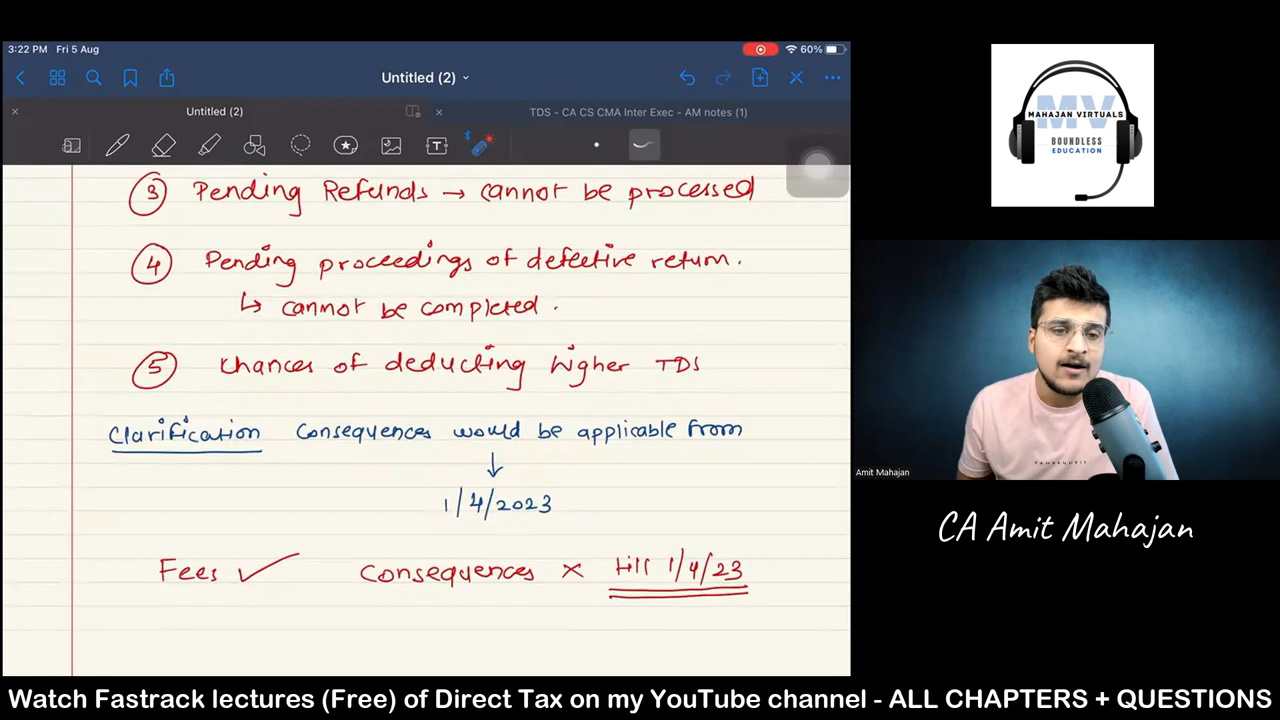 3:22 PM Fri 5 Aug
60%
Untitled (2)
Untitled (2)
TDS - CA CS CMA Inter Exec - AM notes (1)
3 Pending Refunds → cannot be processed
4 Pending proceedings of defective return.
↳ cannot be completed.
5 Chances of deducting higher TDS
Clarification Consequences would be applicable from
↓
1/4/2023
Fees ✓ Consequences × till 1/4/23
MV
MAHAJAN VIRTUALS
BOUNDLESS
EDUCATION
FAHRENHEIT
Amit Mahajan
CA Amit Mahajan
Watch Fastrack lectures (Free) of Direct Tax on my YouTube channel - ALL CHAPTERS + QUESTIONS